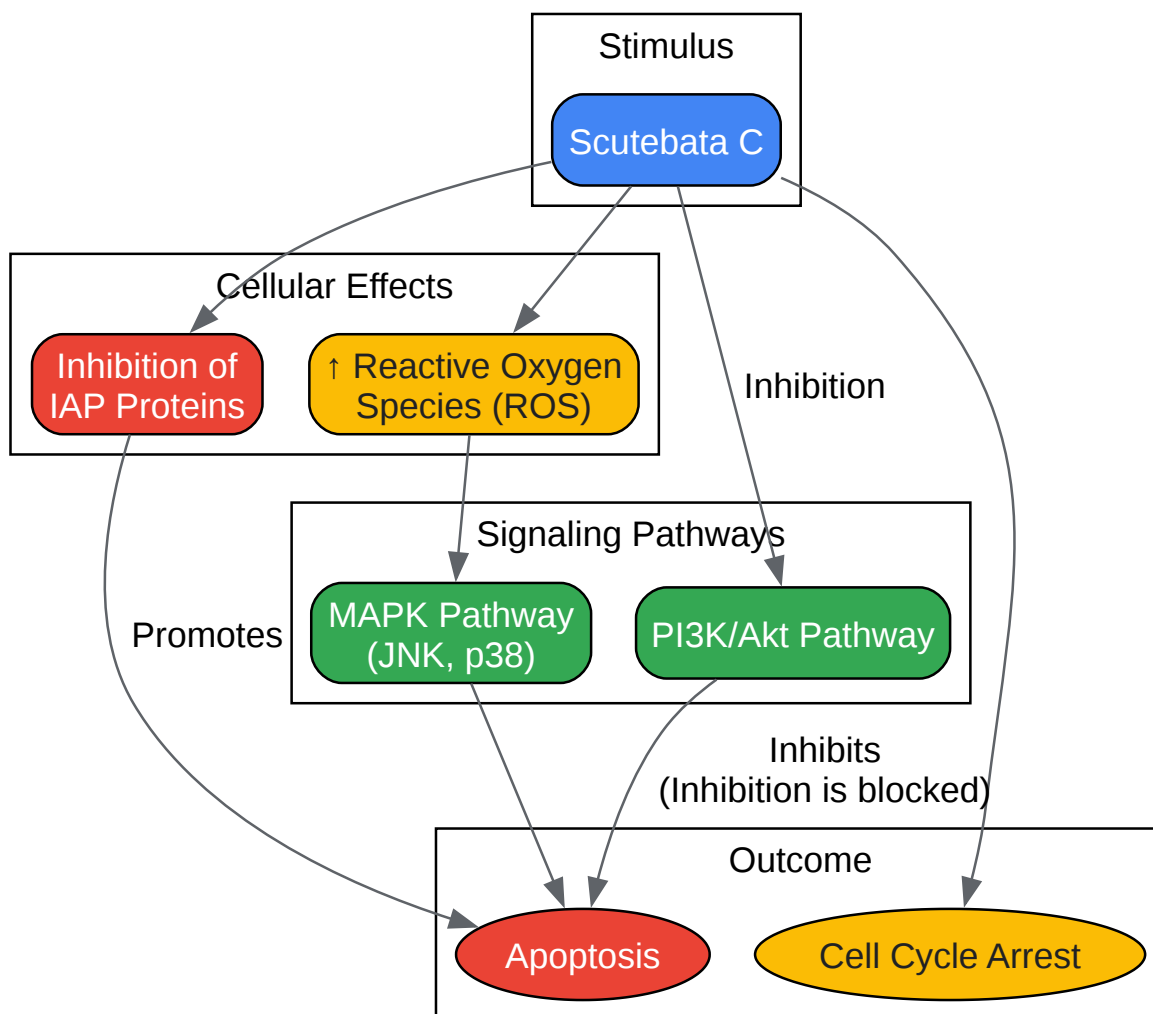 Stimulus
Scutebata C
Cellular Effects
Inhibition of
IAP Proteins
↑ Reactive Oxygen
Species (ROS)
Inhibition
Signaling Pathways
MAPK Pathway
(JNK, p38)
PI3K/Akt Pathway
Promotes
Inhibits
(Inhibition is blocked)
Outcome
Apoptosis
Cell Cycle Arrest